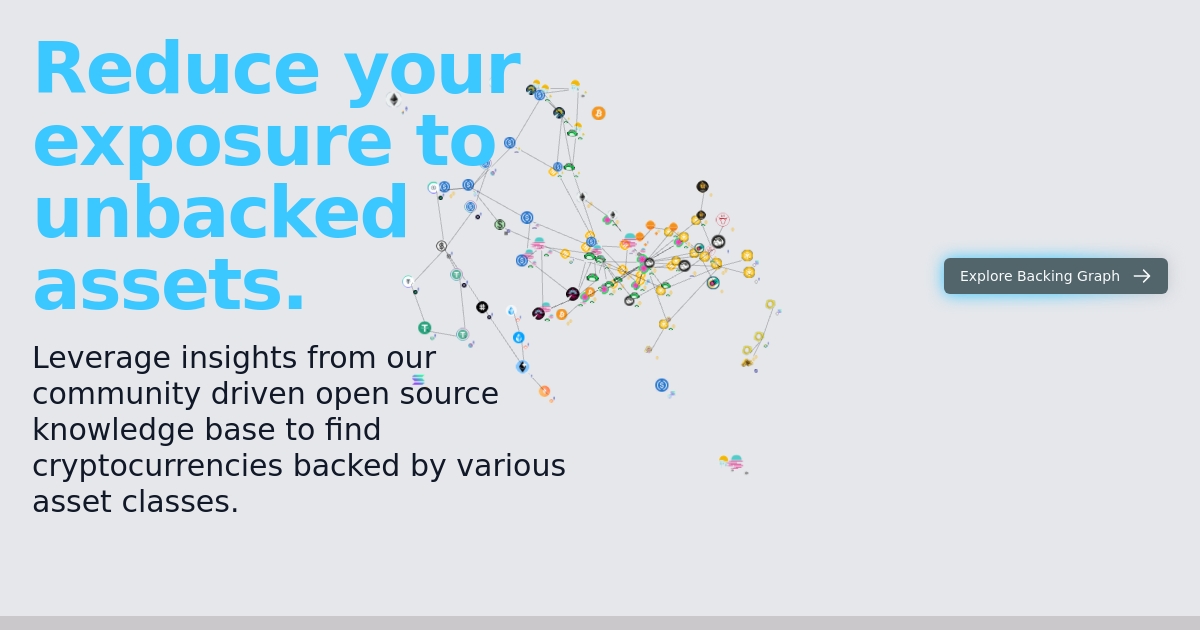 Reduce your
exposure to
unbacked
assets.
Leverage insights from our
community driven open source
knowledge base to find
cryptocurrencies backed by various
asset classes.
Explore Backing Graph